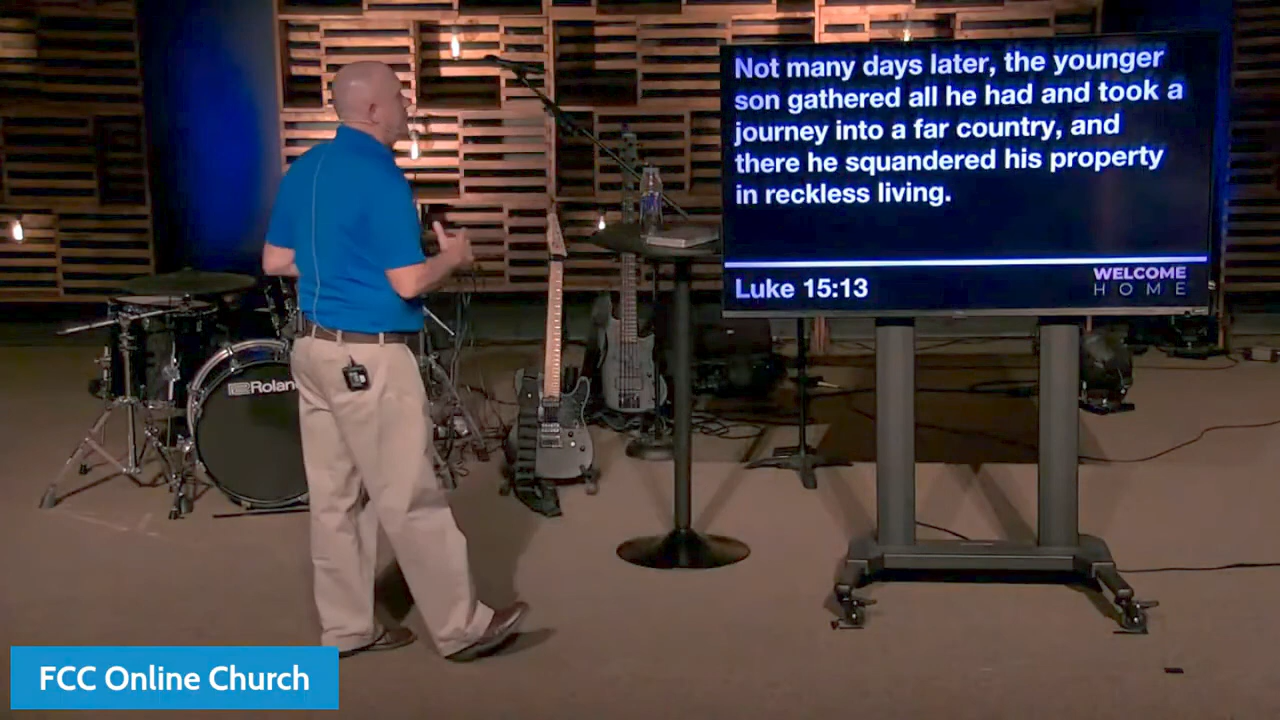 Not many days later, the younger
son gathered all he had and took a
journey into a far country, and
there he squandered his property
in reckless living.
Luke 15:13
WELCOME
HOME
Roland
FCC Online Church